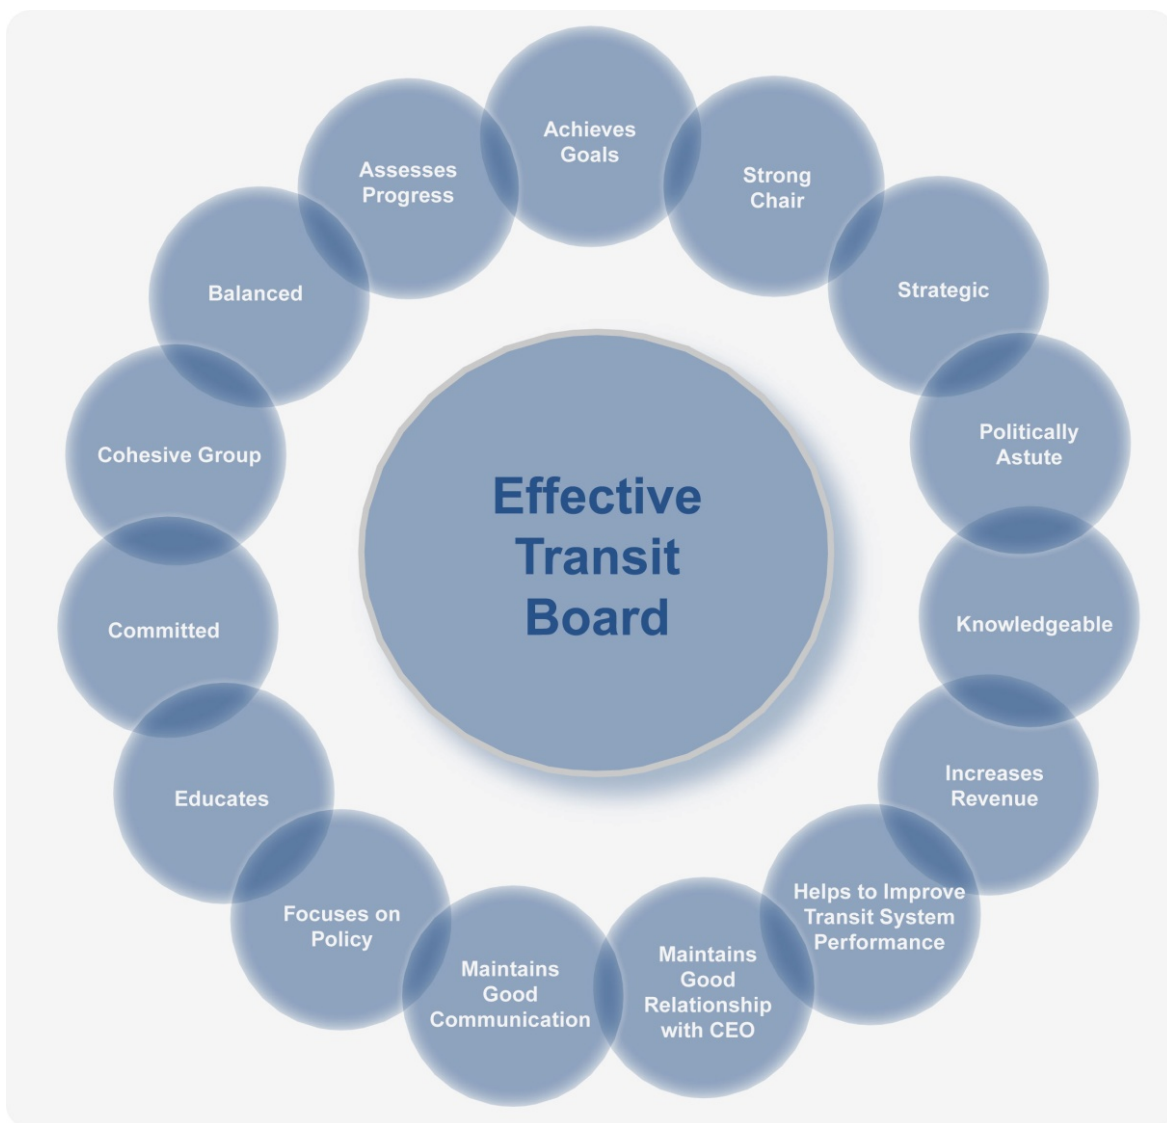 Achieves
Goals
Strong
Chair
Strategic
Politically
Astute
Knowledgeable
Increases
Revenue
Helps to Improve
Transit System
Performance
Maintains
Good
Relationship
with CEO
Maintains
Good
Communication
Focuses on
Policy
Educates
Committed
Cohesive Group
Balanced
Assesses
Progress
Effective
Transit
Board